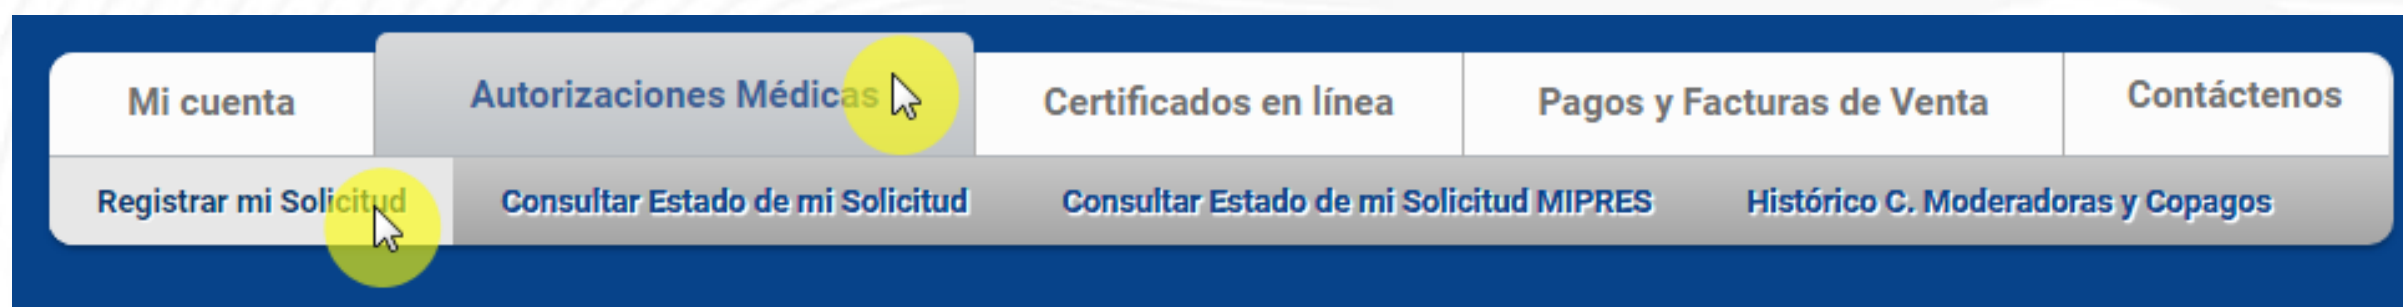 Mi cuenta Autorizaciones Médicas Certificados en línea Pagos y Facturas de Venta Contáctenos
Registrar mi Solicitud Consultar Estado de mi Solicitud Consultar Estado de mi Solicitud MIPRES Histórico C. Moderadoras y Copagos